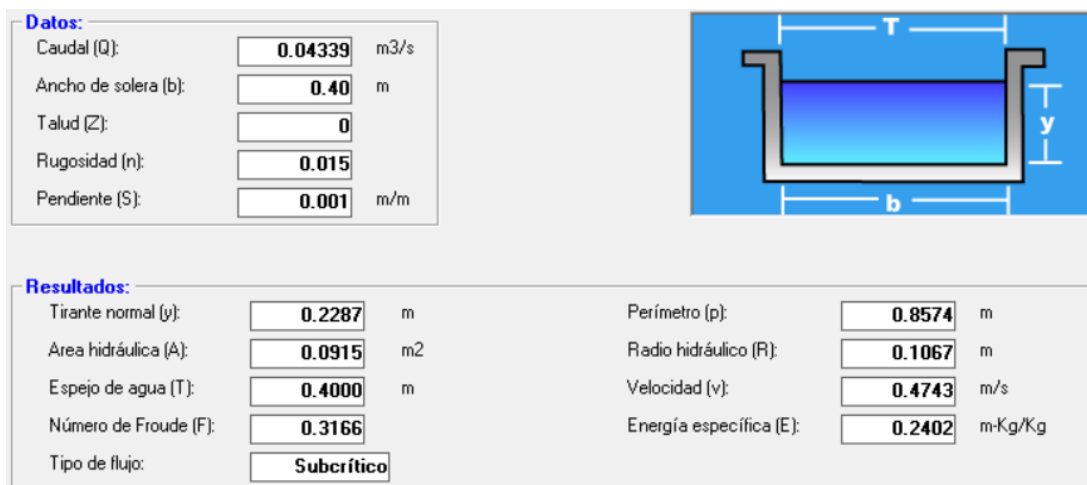 Datos:
Caudal (Q): 0.04339 m3/s
Ancho de solera (b): 0.40 m
Talud (Z): 0
Rugosidad (n): 0.015
Pendiente (S): 0.001 m/m
T
y
b
Resultados:
Tirante normal (y): 0.2287 m Perímetro (p): 0.8574 m
Area hidráulica (A): 0.0915 m2 Radio hidráulico (R): 0.1067 m
Espejo de agua (T): 0.4000 m Velocidad (v): 0.4743 m/s
Número de Froude (F): 0.3166 Energía específica (E): 0.2402 m-Kg/Kg
Tipo de flujo: Subcrítico